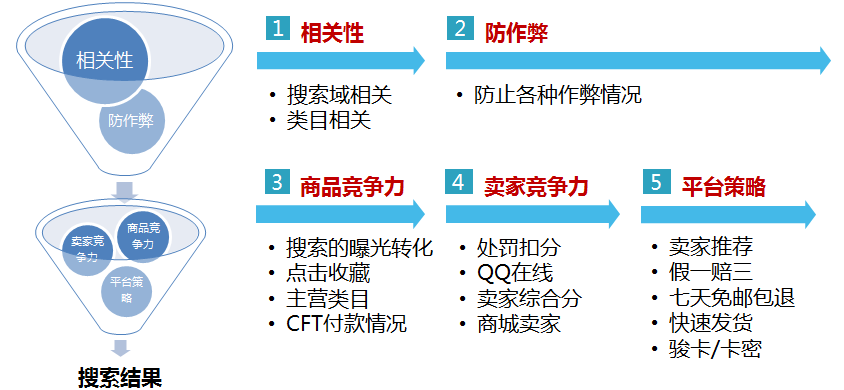 相关性
防作弊
卖家竞
争力
商品竞
争力
平台策
略
搜索结果
1 相关性
• 搜索域相关
• 类目相关
2 防作弊
• 防止各种作弊情况
3 商品竞争力
• 搜索的曝光转化
• 点击收藏
• 主营类目
• CFT付款情况
4 卖家竞争力
• 处罚扣分
• QQ在线
• 卖家综合分
• 商城卖家
5 平台策略
• 卖家推荐
• 假一赔三
• 七天免邮包退
• 快速发货
• 骏卡/卡密